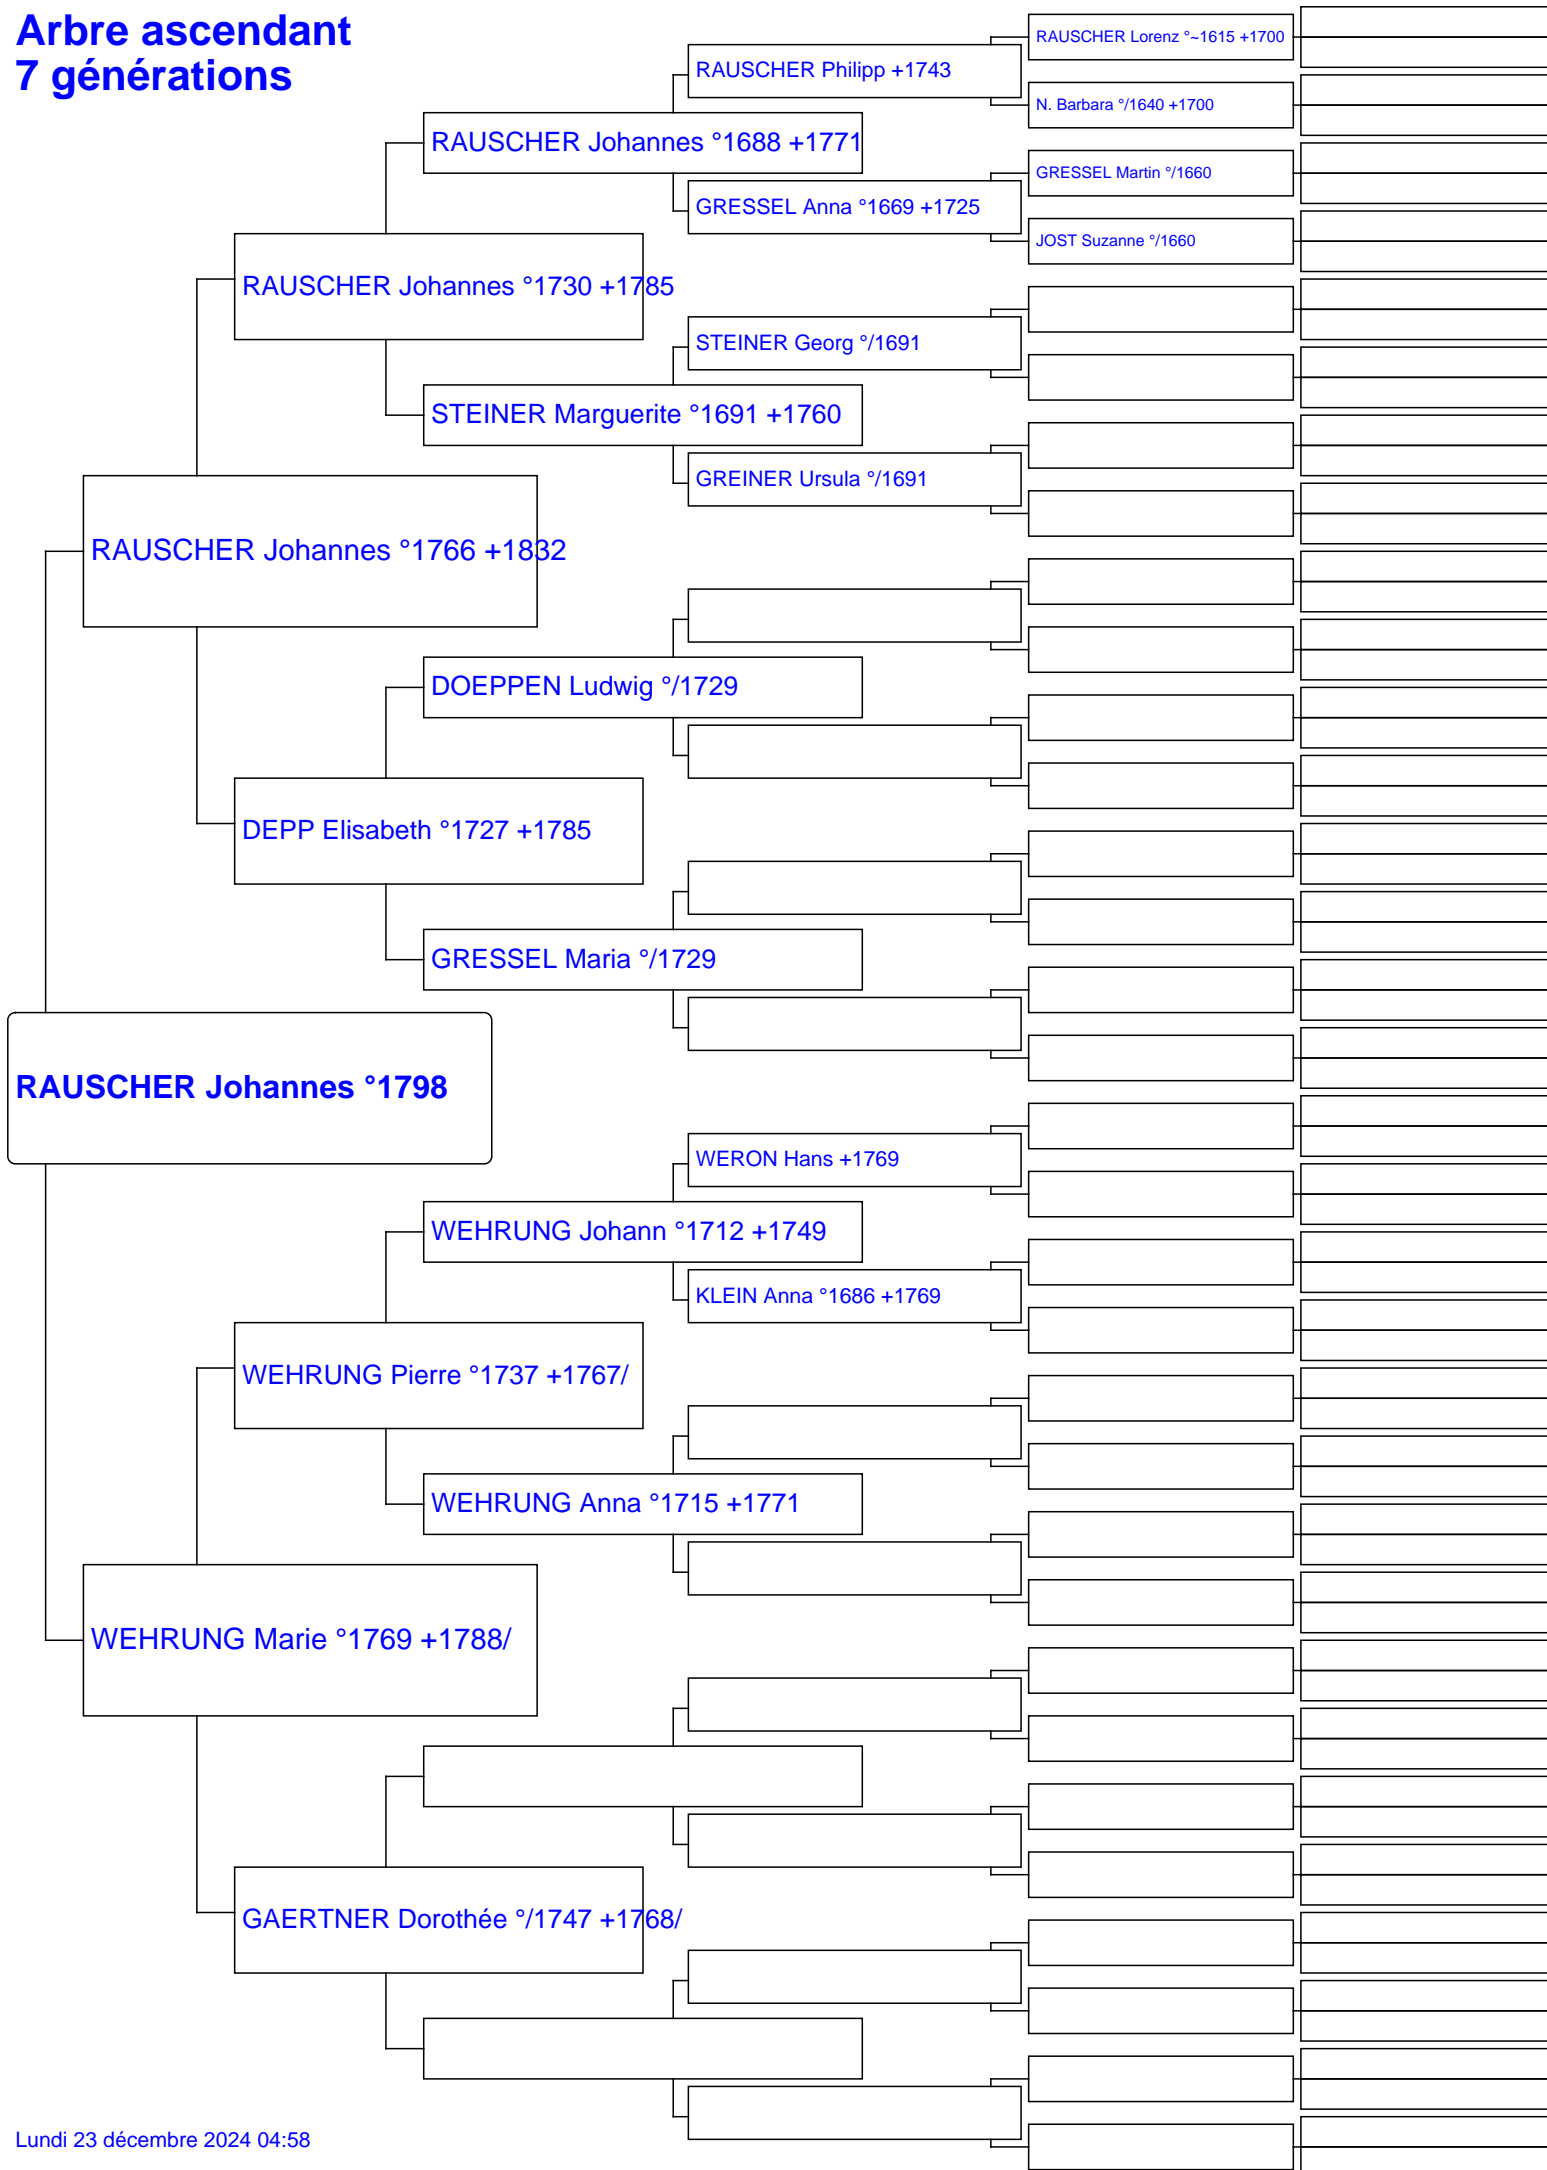 Arbre ascendant
7 générations
RAUSCHER Lorenz °~1615 +1700
RAUSCHER Philipp +1743
N. Barbara °/1640 +1700
RAUSCHER Johannes °1688 +1771
GRESSEL Martin °/1660
GRESSEL Anna °1669 +1725
JOST Suzanne °/1660
RAUSCHER Johannes °1730 +1785
STEINER Georg °/1691
STEINER Marguerite °1691 +1760
GREINER Ursula °/1691
RAUSCHER Johannes °1766 +1832
DOEPPEN Ludwig °/1729
DEPP Elisabeth °1727 +1785
GRESSEL Maria °/1729
RAUSCHER Johannes °1798
WERON Hans +1769
WEHRUNG Johann °1712 +1749
KLEIN Anna °1686 +1769
WEHRUNG Pierre °1737 +1767/
WEHRUNG Anna °1715 +1771
WEHRUNG Marie °1769 +1788/
GAERTNER Dorothée °/1747 +1768/
Lundi 23 décembre 2024 04:58